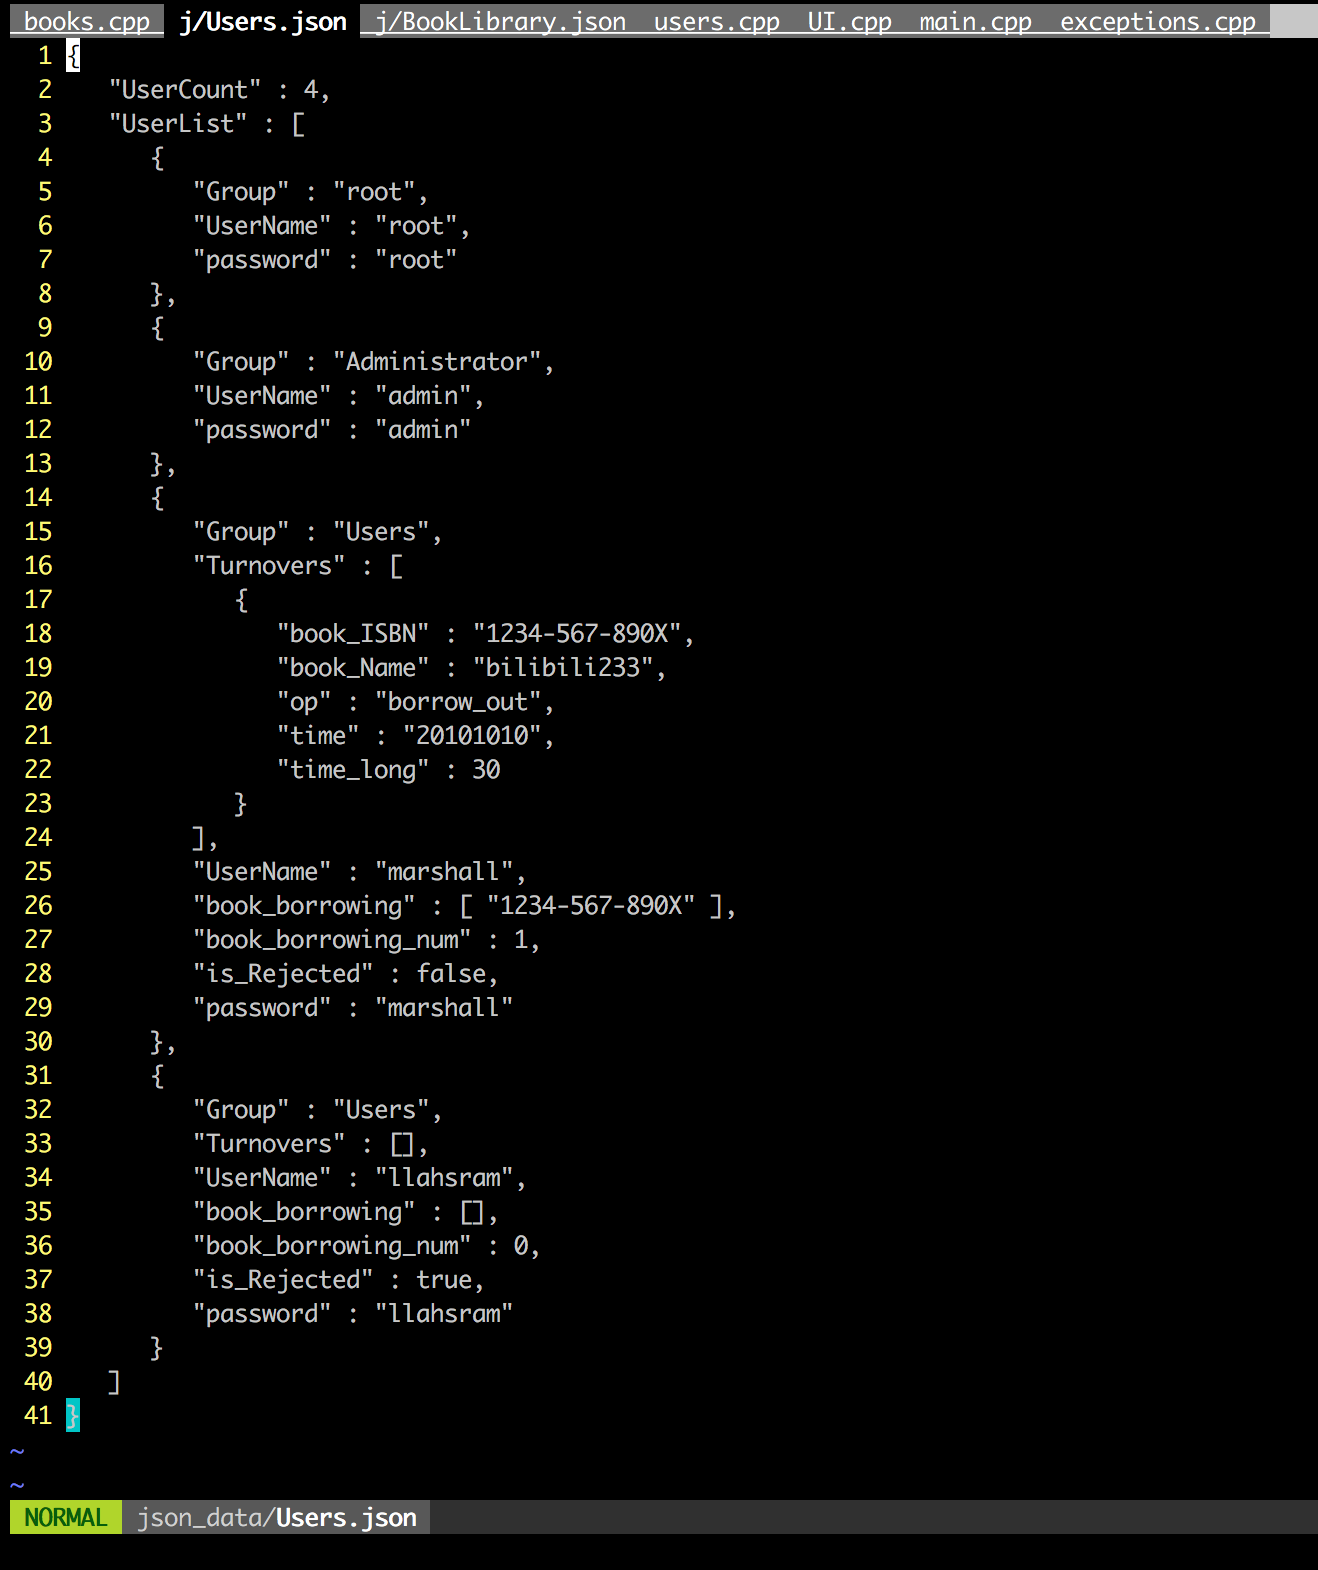 books.cpp  j/Users.json  j/BookLibrary.json  users.cpp  UI.cpp  main.cpp  exceptions.cpp
1 {
2    "UserCount" : 4,
3    "UserList" : [
4       {
5          "Group" : "root",
6          "UserName" : "root",
7          "password" : "root"
8       },
9       {
10          "Group" : "Administrator",
11          "UserName" : "admin",
12          "password" : "admin"
13       },
14       {
15          "Group" : "Users",
16          "Turnovers" : [
17             {
18                "book_ISBN" : "1234-567-890X",
19                "book_Name" : "bilibili233",
20                "op" : "borrow_out",
21                "time" : "20101010",
22                "time_long" : 30
23             }
24          ],
25          "UserName" : "marshall",
26          "book_borrowing" : [ "1234-567-890X" ],
27          "book_borrowing_num" : 1,
28          "is_Rejected" : false,
29          "password" : "marshall"
30       },
31       {
32          "Group" : "Users",
33          "Turnovers" : [],
34          "UserName" : "llahsram",
35          "book_borrowing" : [],
36          "book_borrowing_num" : 0,
37          "is_Rejected" : true,
38          "password" : "llahsram"
39       }
40    ]
41 }
~
~
NORMAL  json_data/Users.json